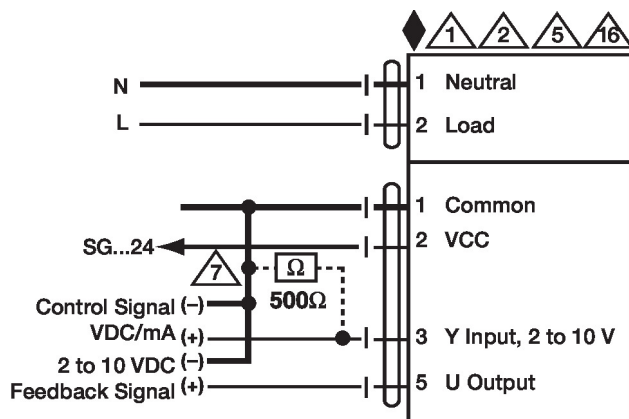 1 2 5 16
N 1 Neutral
L 2 Load
1 Common
SG...24 2 VCC
7 Ω
500Ω
Control Signal (–)
VDC/mA (+) 3 Y Input, 2 to 10 V
2 to 10 VDC (–)
Feedback Signal (+) 5 U Output